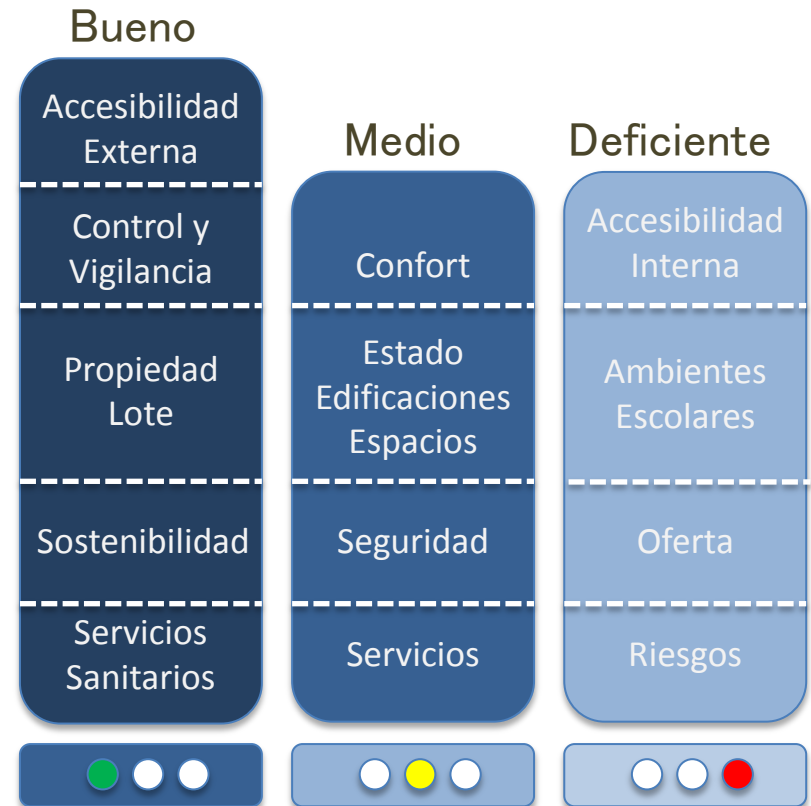 Bueno
Accesibilidad
Externa
Control y
Vigilancia
Propiedad
Lote
Sostenibilidad
Servicios
Sanitarios
Medio
Confort
Estado
Edificaciones
Espacios
Seguridad
Servicios
Deficiente
Accesibilidad
Interna
Ambientes
Escolares
Oferta
Riesgos